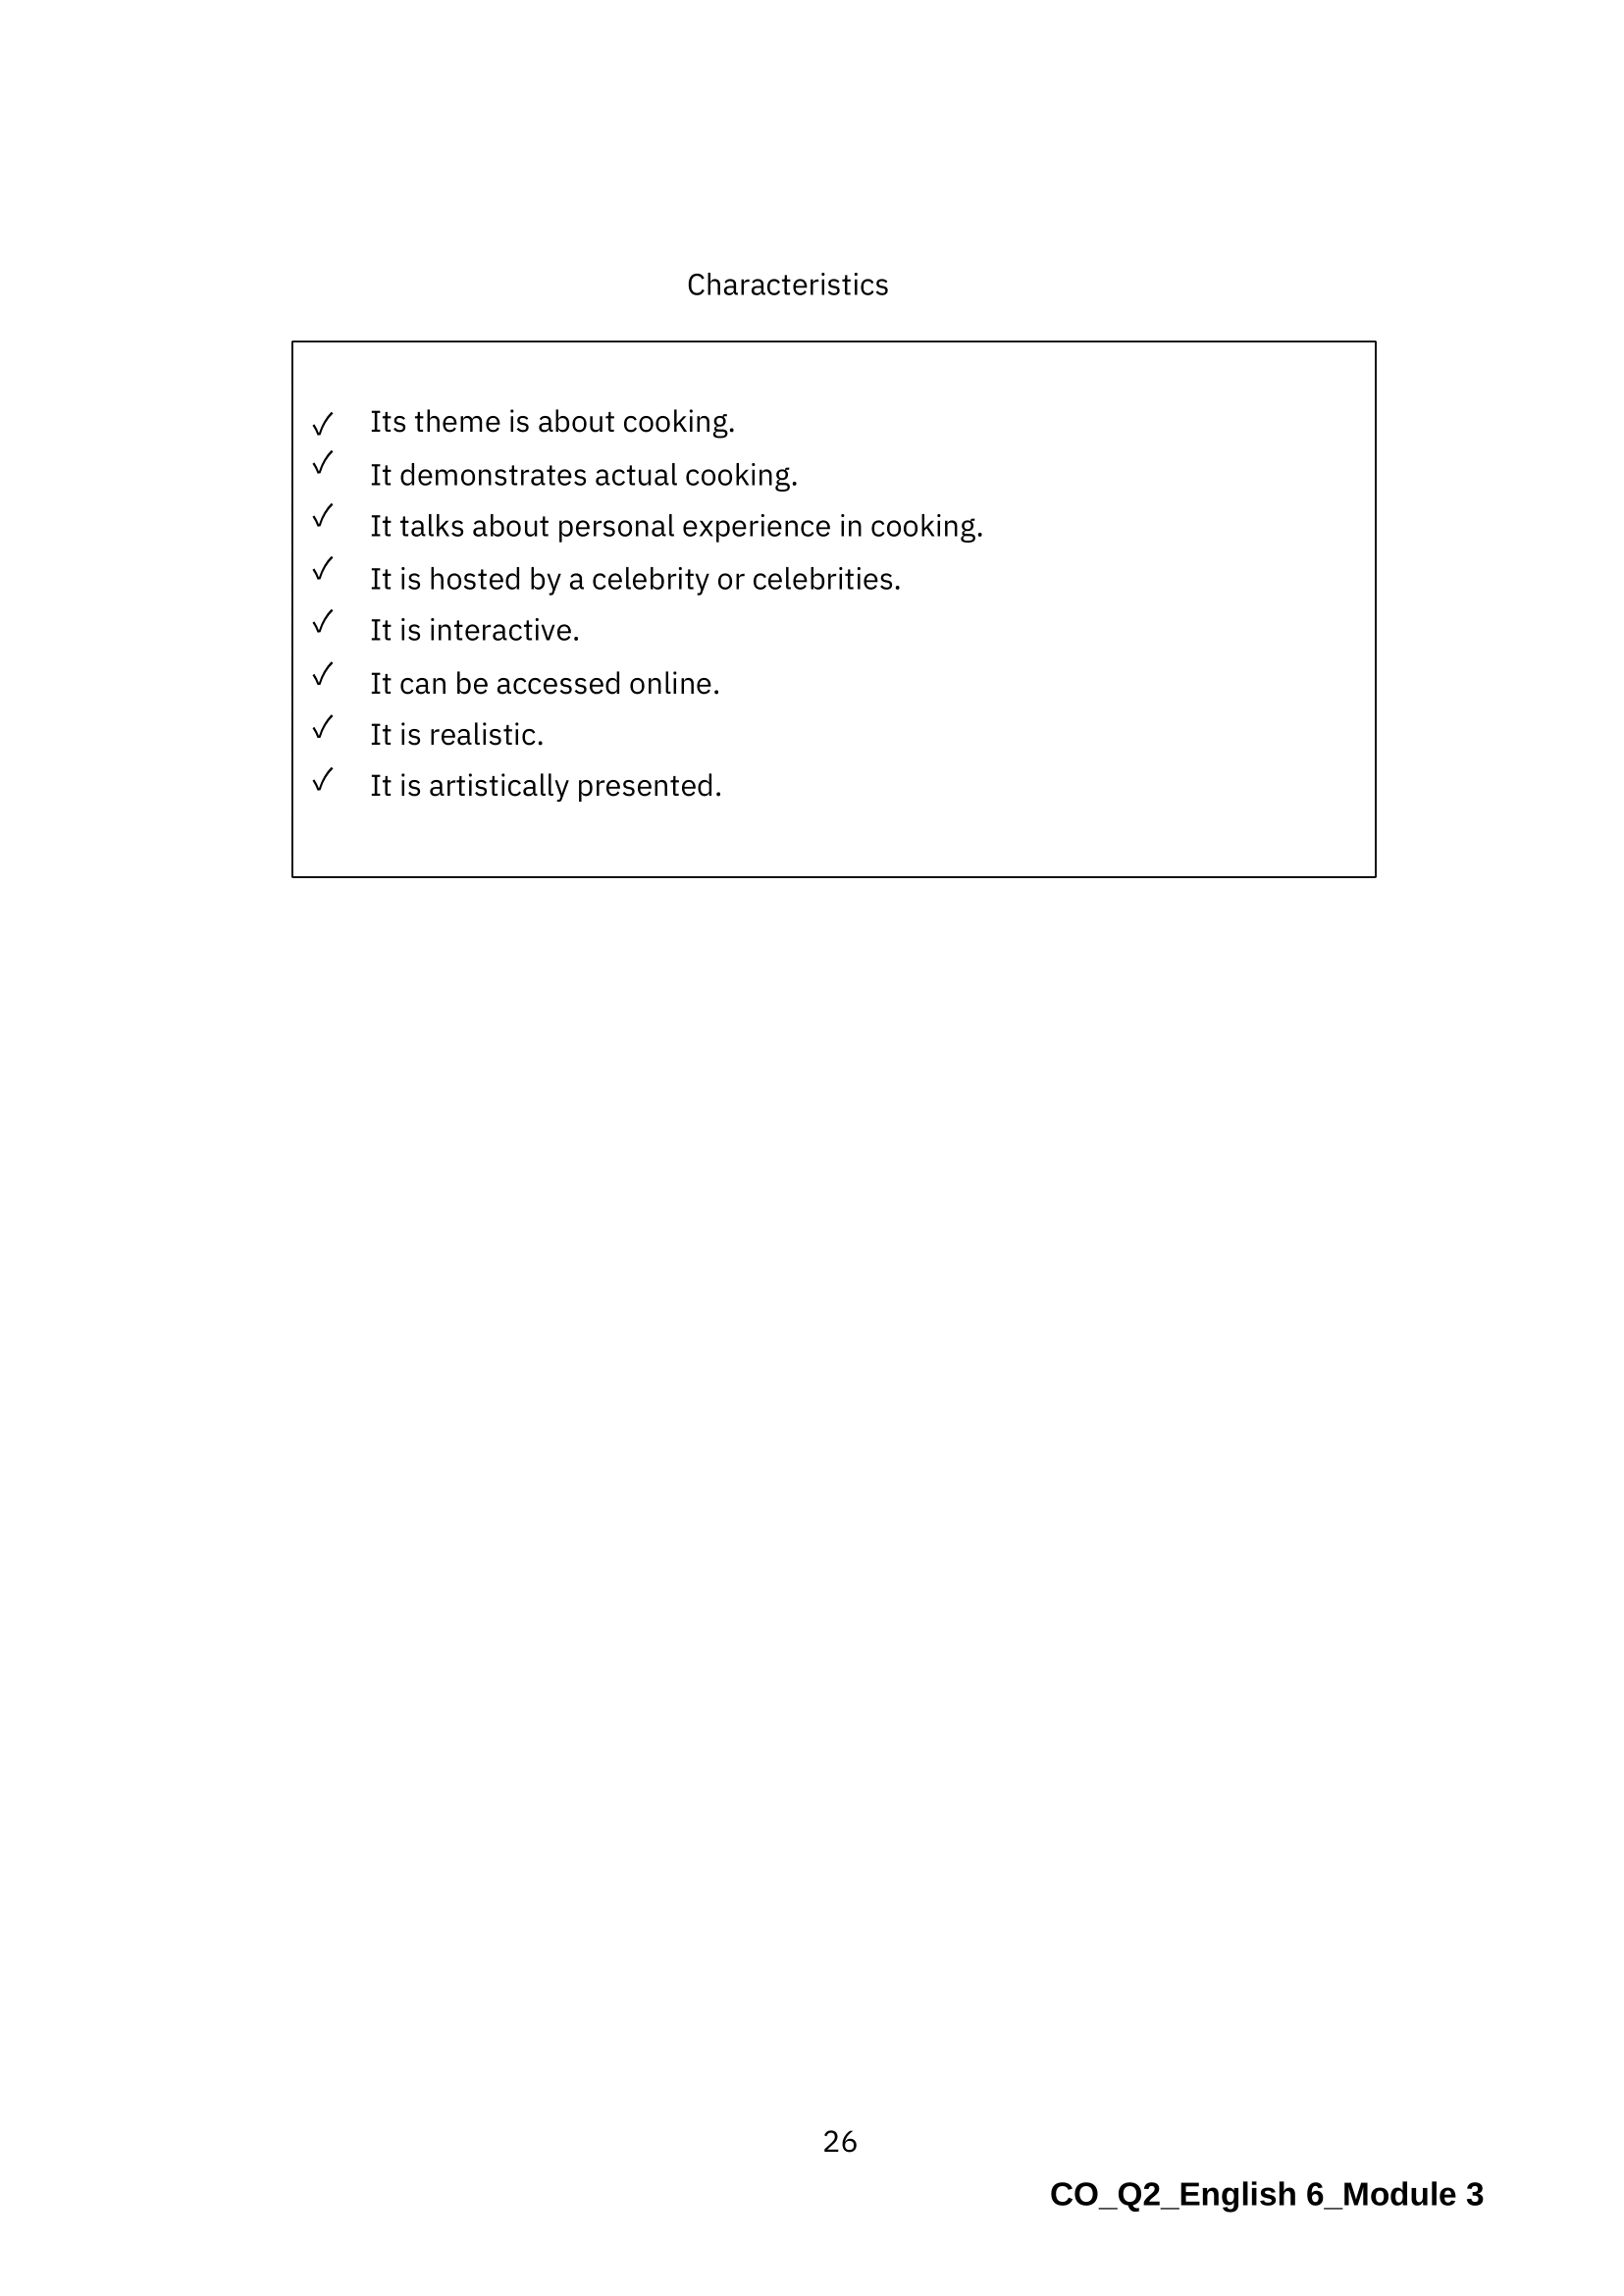 Characteristics
✓ Its theme is about cooking.
✓ It demonstrates actual cooking.
✓ It talks about personal experience in cooking.
✓ It is hosted by a celebrity or celebrities.
✓ It is interactive.
✓ It can be accessed online.
✓ It is realistic.
✓ It is artistically presented.
26
CO_Q2_English 6_Module 3